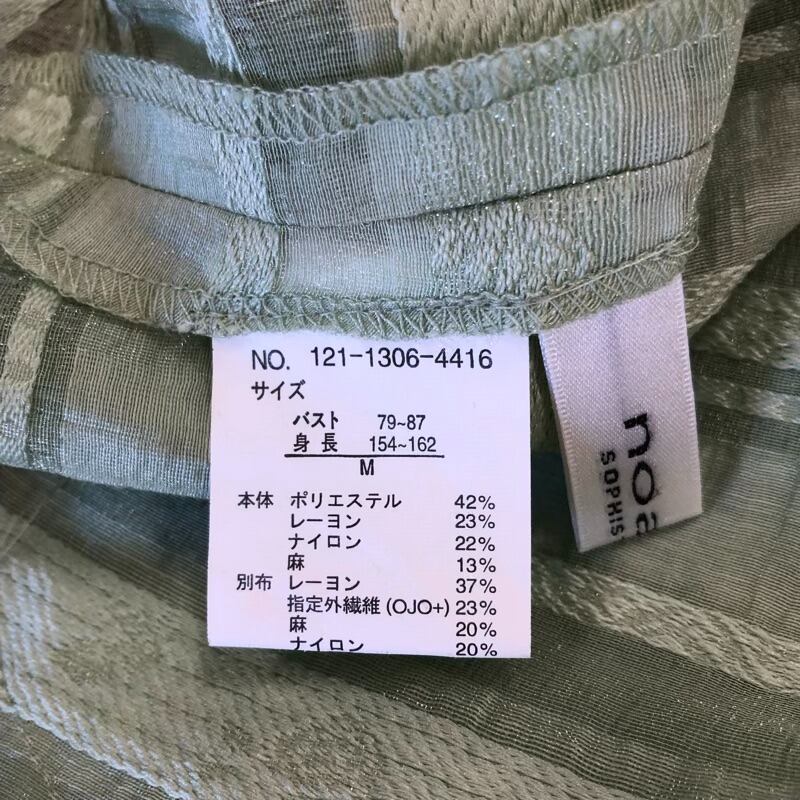 NO. 121-1306-4416
サイズ
バスト 79~87
身長 154~162
M
本体 ポリエステル 42%
レーヨン 23%
ナイロン 22%
麻 13%
別布 レーヨン 37%
指定外繊維(OJO+) 23%
麻 20%
ナイロン 20%
noa
SOPHIS